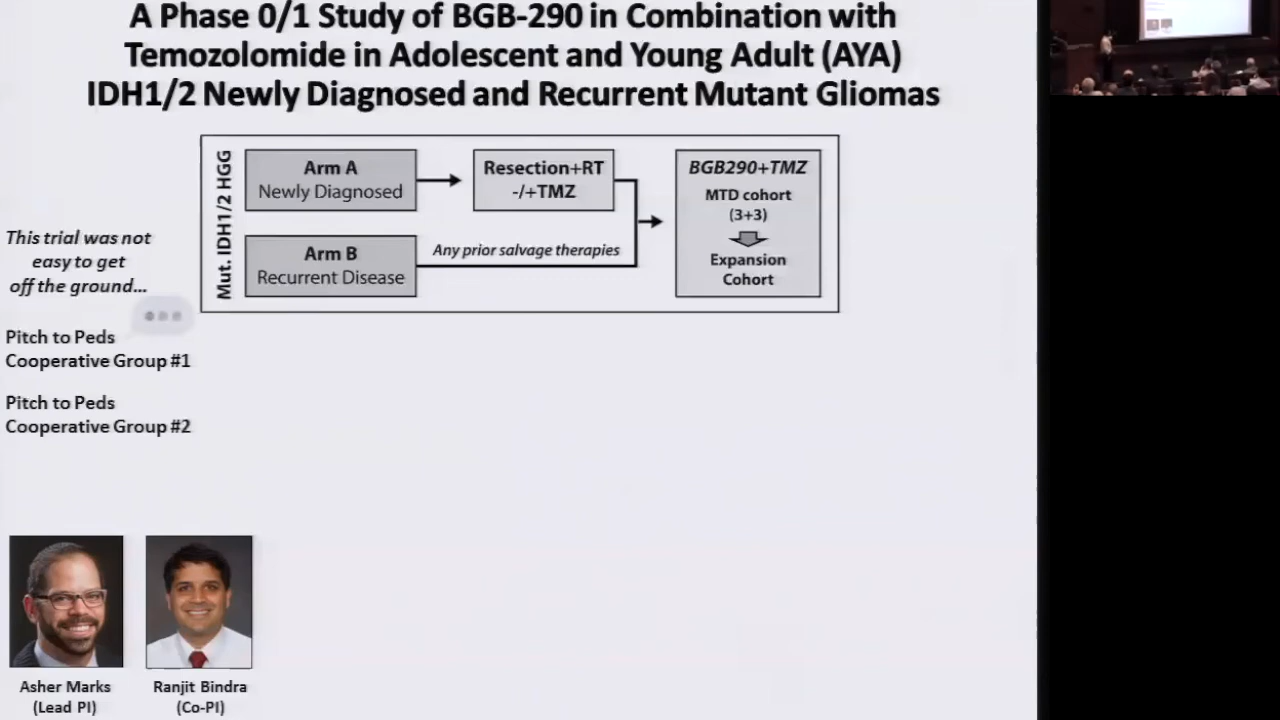 A Phase 0/1 Study of BGB-290 in Combination with
Temozolomide in Adolescent and Young Adult (AYA)
IDH1/2 Newly Diagnosed and Recurrent Mutant Gliomas
Mut. IDH1/2 HGG
Arm A
Newly Diagnosed
Resection+RT
-/+TMZ
BGB290+TMZ
MTD cohort
(3+3)
Expansion
Cohort
Arm B
Recurrent Disease
Any prior salvage therapies
This trial was not
easy to get
off the ground...
Pitch to Peds
Cooperative Group #1
Pitch to Peds
Cooperative Group #2
Asher Marks
(Lead PI)
Ranjit Bindra
(Co-PI)